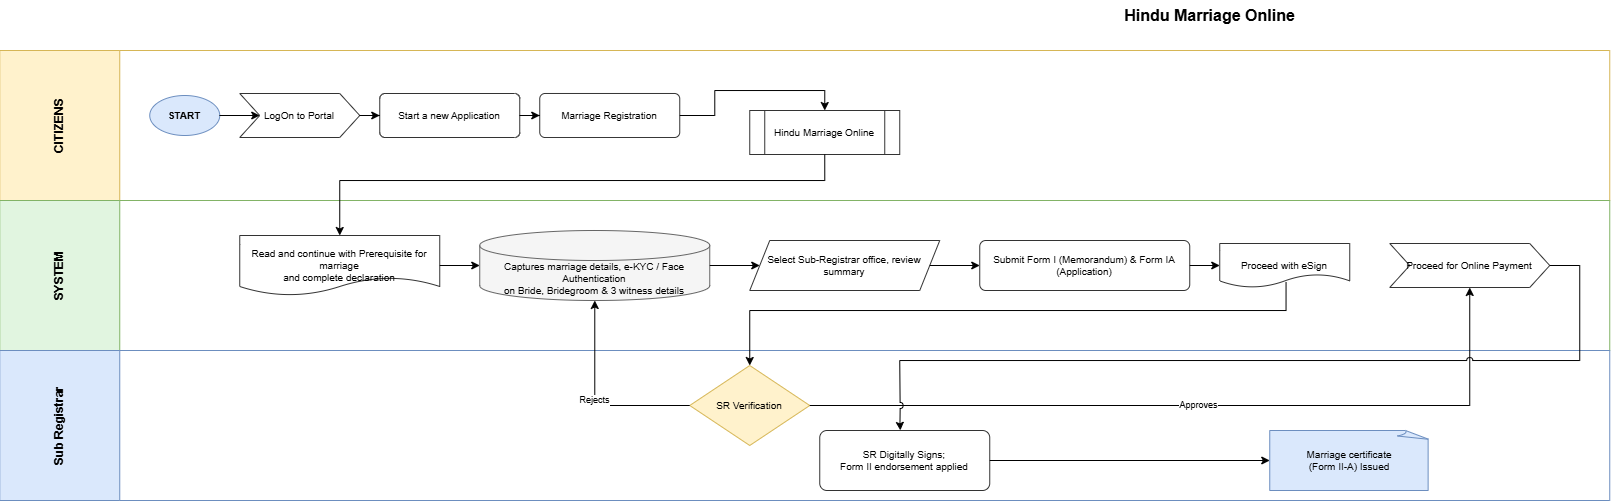 Hindu Marriage Online
CITIZENS
START
LogOn to Portal
Start a new Application
Marriage Registration
Hindu Marriage Online
SYSTEM
Read and continue with Prerequisite for
marriage
and complete declaration
Captures marriage details, e-KYC / Face
Authentication
on Bride, Bridegroom & 3 witness details
Select Sub-Registrar office, review
summary
Submit Form I (Memorandum) & Form IA
(Application)
Proceed with eSign
Proceed for Online Payment
Sub Registrar
Rejects
SR Verification
Approves
SR Digitally Signs;
Form II endorsement applied
Marriage certificate
(Form II-A) Issued